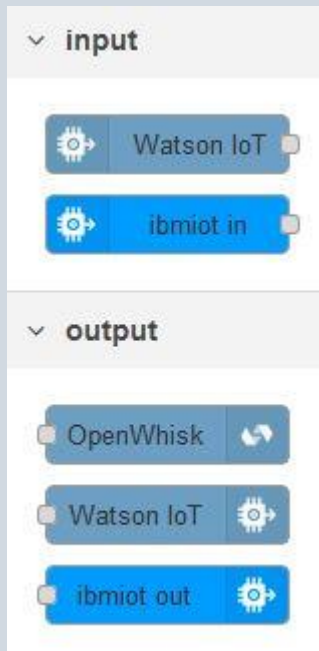 input
Watson IoT
ibmiot in
output
OpenWhisk
Watson IoT
ibmiot out